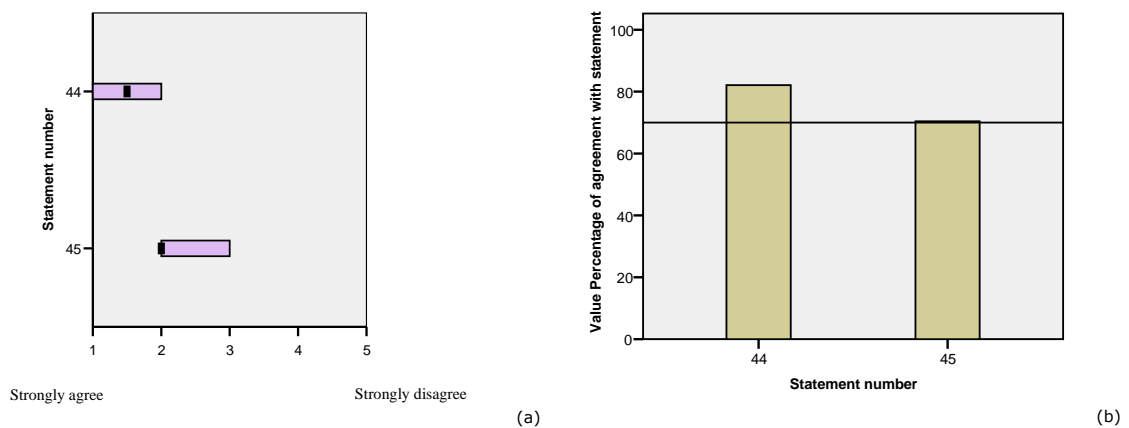 Statement number
44
45
1 2 3 4 5
Strongly agree
Strongly disagree
(a)
Value Percentage of agreement with statement
100
80
60
40
20
0
44 45
Statement number
(b)